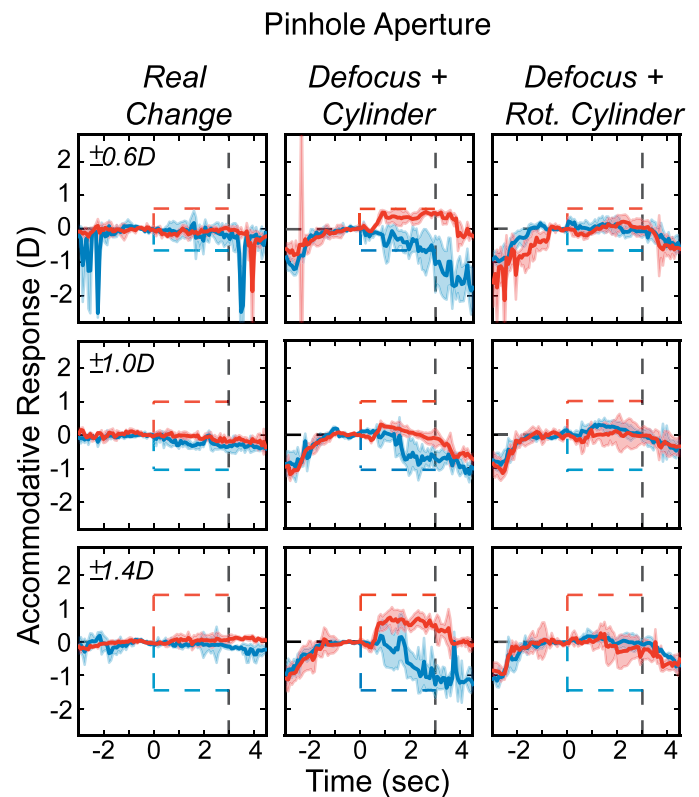 Pinhole Aperture
Real Change
Defocus + Cylinder
Defocus + Rot. Cylinder
Accommodative Response (D)
±0.6D
2
1
0
-1
-2
±1.0D
2
1
0
-1
-2
±1.4D
2
1
0
-1
-2
-2 0 2 4 -2 0 2 4 -2 0 2 4
Time (sec)